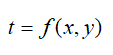 t = f(x, y)